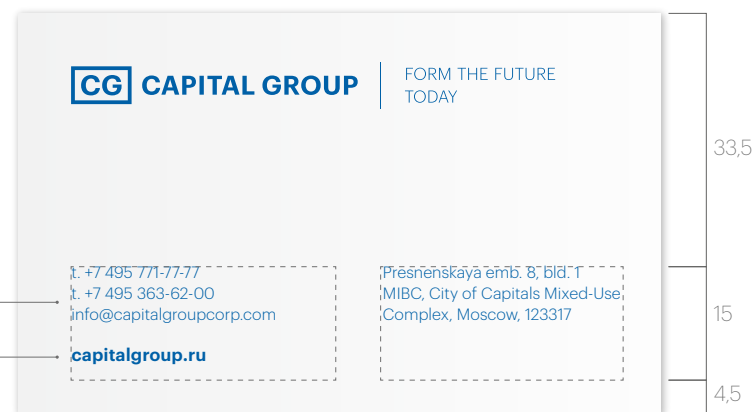 CG CAPITAL GROUP
FORM THE FUTURE
TODAY
33,5
t. +7 495 771-77-77
t. +7 495 363-62-00
info@capitalgroupcorp.com
capitalgroup.ru
Presnenskaya emb. 8, bld. 1
MIBC, City of Capitals Mixed-Use
Complex, Moscow, 123317
15
4,5